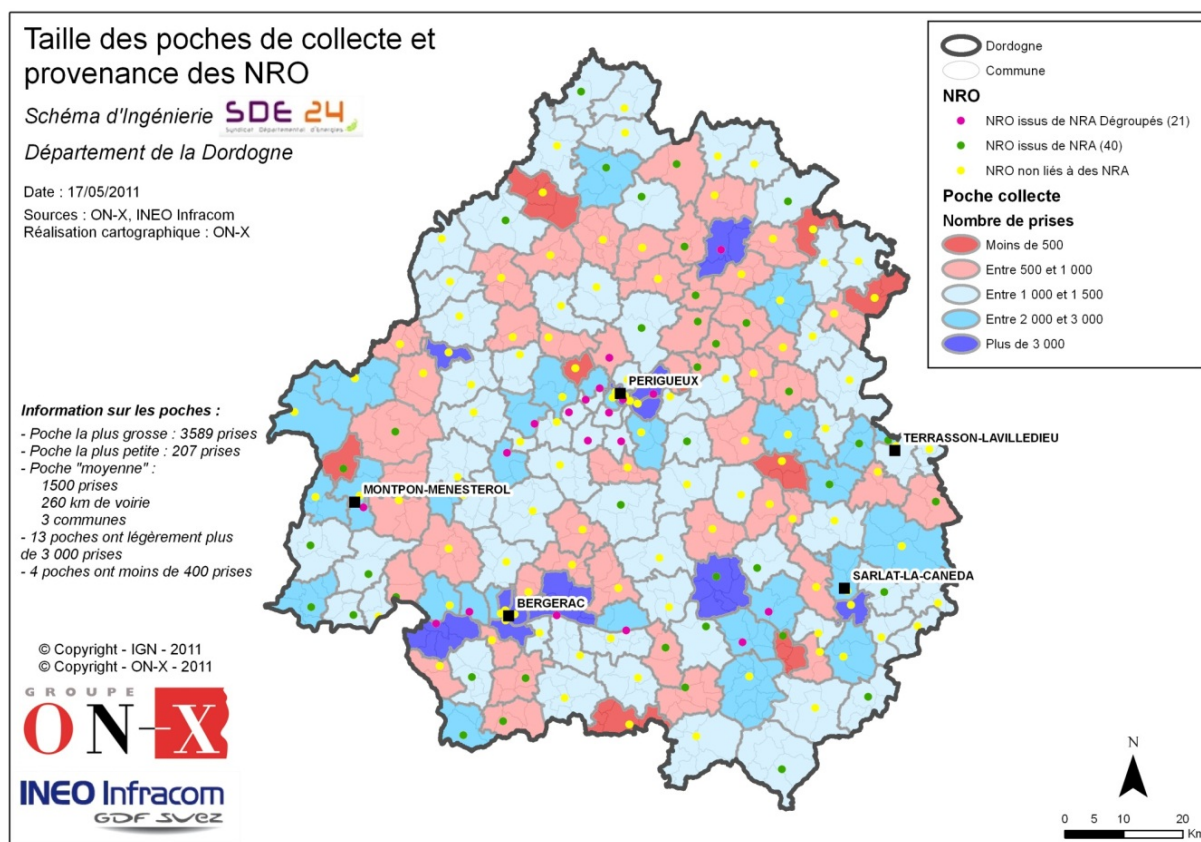 Taille des poches de collecte et
provenance des NRO
Schéma d'Ingénierie SDE 24
Syndicat Départemental d'Énergies
Département de la Dordogne
Date : 17/05/2011
Sources : ON-X, INEO Infracom
Réalisation cartographique : ON-X
Dordogne
Commune
NRO
NRO issus de NRA Dégroupés (21)
NRO issus de NRA (40)
NRO non liés à des NRA
Poche collecte
Nombre de prises
Moins de 500
Entre 500 et 1 000
Entre 1 000 et 1 500
Entre 2 000 et 3 000
Plus de 3 000
PERIGUEUX
TERRASSON-LAVILLEDIEU
MONTPON-MENESTEROL
SARLAT-LA-CANEDA
BERGERAC
Information sur les poches :
- Poche la plus grosse : 3589 prises
- Poche la plus petite : 207 prises
- Poche "moyenne" :
1500 prises
260 km de voirie
3 communes
- 13 poches ont légèrement plus
de 3 000 prises
- 4 poches ont moins de 400 prises
© Copyright - IGN - 2011
© Copyright - ON-X - 2011
GROUPE
ON-X
INEO Infracom
GDF SUEZ
N
0 5 10 20
Km